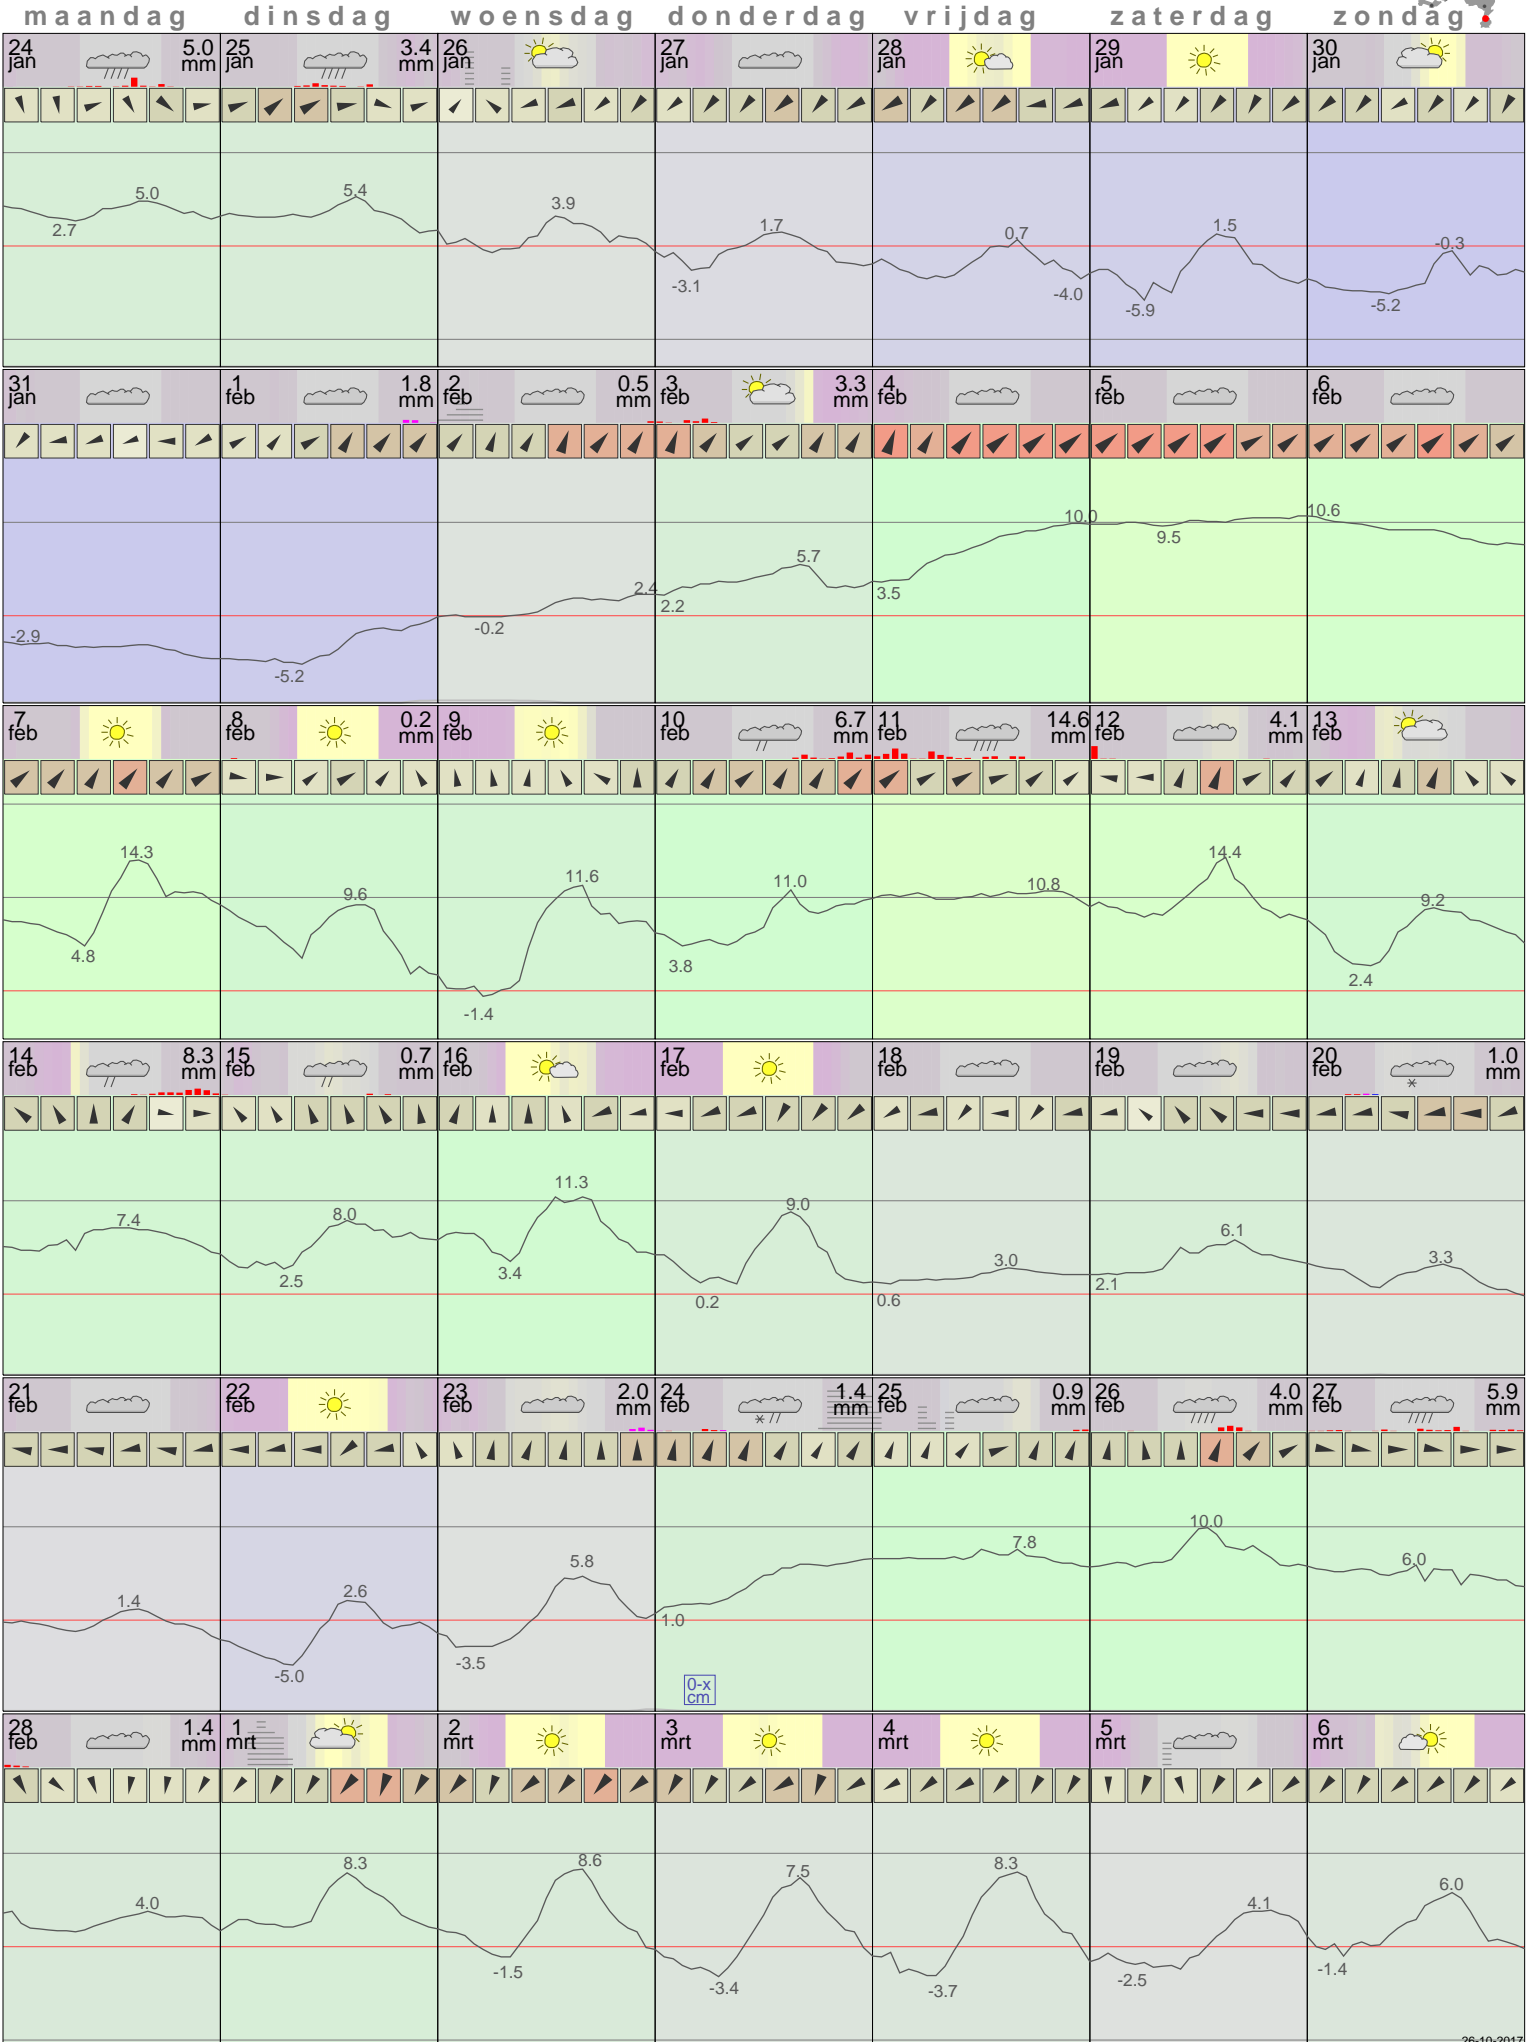 maandag dinsdag woensdag donderdag vrijdag zaterdag zondag
24 jan 5.0 mm 25 jan 3.4 mm 26 jan 27 jan 28 jan 29 jan 30 jan
5.0 5.4 3.9 1.7 0.7 1.5 -0.3
2.7 -3.1 -4.0 -5.9 -5.2
31 jan 1 feb 1.8 mm 2 feb 0.5 mm 3 feb 3.3 mm 4 feb 5 feb 6 feb
10.0 10.6
9.5
5.7
2.4 2.2 3.5
-2.9 -0.2
-5.2
7 feb 8 feb 0.2 mm 9 feb 10 feb 6.7 mm 11 feb 14.6 mm 12 feb 4.1 mm 13 feb
14.3 9.6 11.6 11.0 10.8 14.4 9.2
4.8 -1.4 3.8 2.4
14 feb 8.3 mm 15 feb 0.7 mm 16 feb 17 feb 18 feb 19 feb 20 feb 1.0 mm
7.4 8.0 11.3 9.0 3.0 6.1 3.3
2.5 3.4 0.2 0.6 2.1
21 feb 22 feb 23 feb 2.0 mm 24 feb 1.4 mm 25 feb 0.9 mm 26 feb 4.0 mm 27 feb 5.9 mm
1.4 2.6 5.8 7.8 10.0 6.0
-5.0 -3.5 1.0
0-x
cm
28 feb 1.4 mm 1 mrt 2 mrt 3 mrt 4 mrt 5 mrt 6 mrt
4.0 8.3 8.6 7.5 8.3 4.1 6.0
-1.5 -3.4 -3.7 -2.5 -1.4
26-10-2017